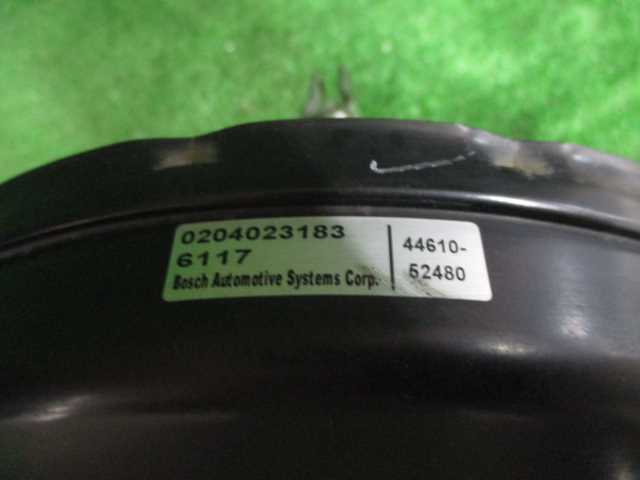 0204023183
6117
Bosch Automotive Systems Corp.
44610-
52480